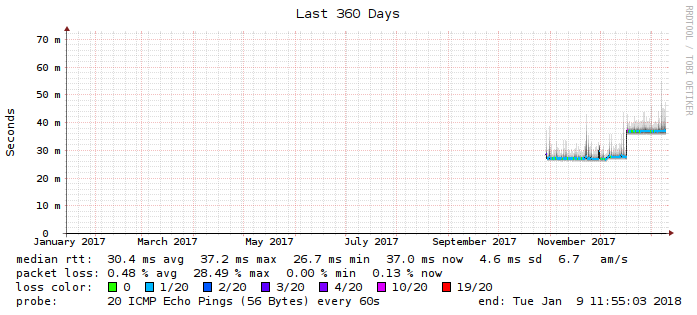 Last 360 Days
RRDTOOL / TOBI OETIKER
Seconds
70 m
60 m
50 m
40 m
30 m
20 m
10 m
0
January 2017 March 2017 May 2017 July 2017 September 2017 November 2017
median rtt: 30.4 ms avg 37.2 ms max 26.7 ms min 37.0 ms now 4.6 ms sd 6.7 am/s
packet loss: 0.48 % avg 28.49 % max 0.00 % min 0.13 % now
loss color: 0 1/20 2/20 3/20 4/20 10/20 19/20
probe: 20 ICMP Echo Pings (56 Bytes) every 60s end: Tue Jan 9 11:55:03 2018